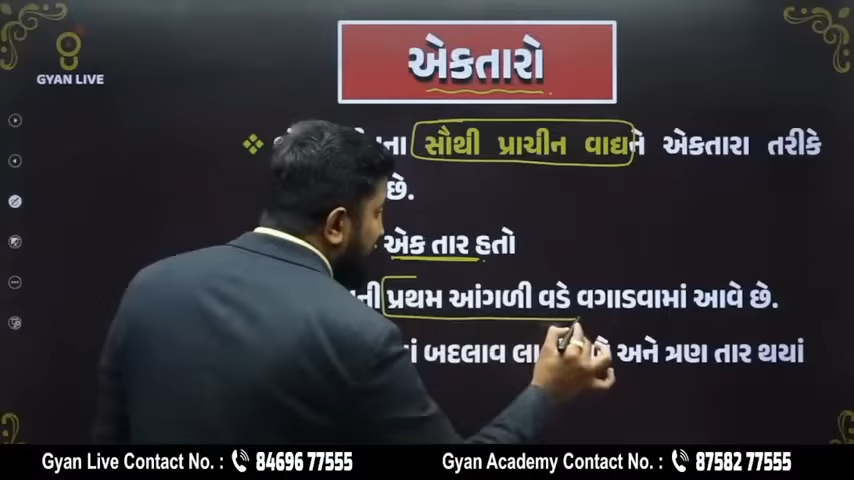 GYAN LIVE
એકતારો
સૌથી પ્રાચીન વાદ્યને એકતારા તરીકે
છે.
એક તાર હતો
પ્રથમ આંગળી વડે વગાડવામાં આવે છે.
બદલાવ અને ત્રણ તાર થયાં
Gyan Live Contact No. : 84696 77555
Gyan Academy Contact No. : 87582 77555